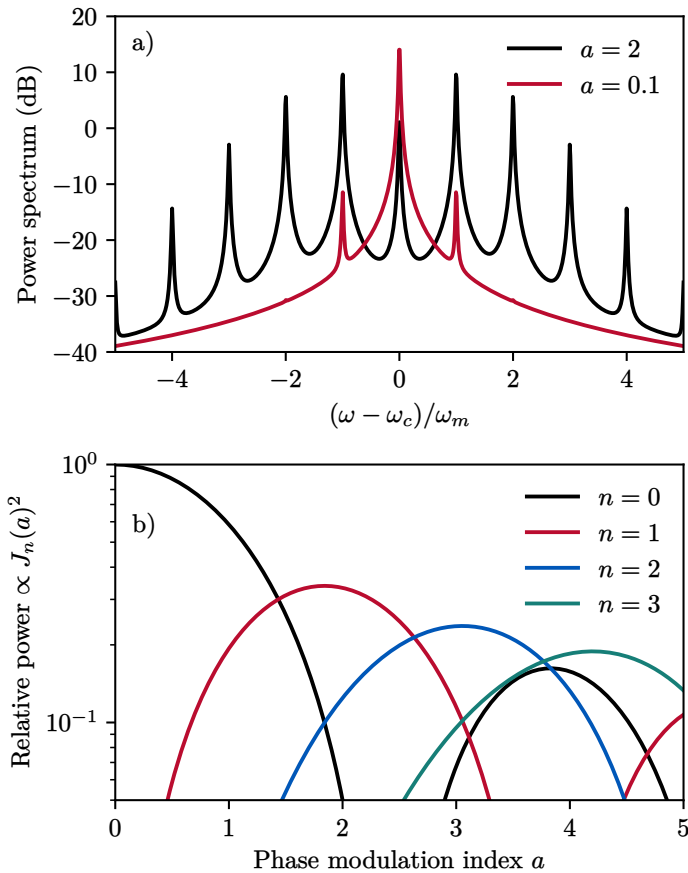 a)
a = 2
a = 0.1
Power spectrum (dB)
20
10
0
−10
−20
−30
−40
−4
−2
0
2
4
(ω − ω_c)/ω_m
b)
n = 0
n = 1
n = 2
n = 3
Relative power ∝ J_n(a)^2
10^0
10^−1
0
1
2
3
4
5
Phase modulation index a